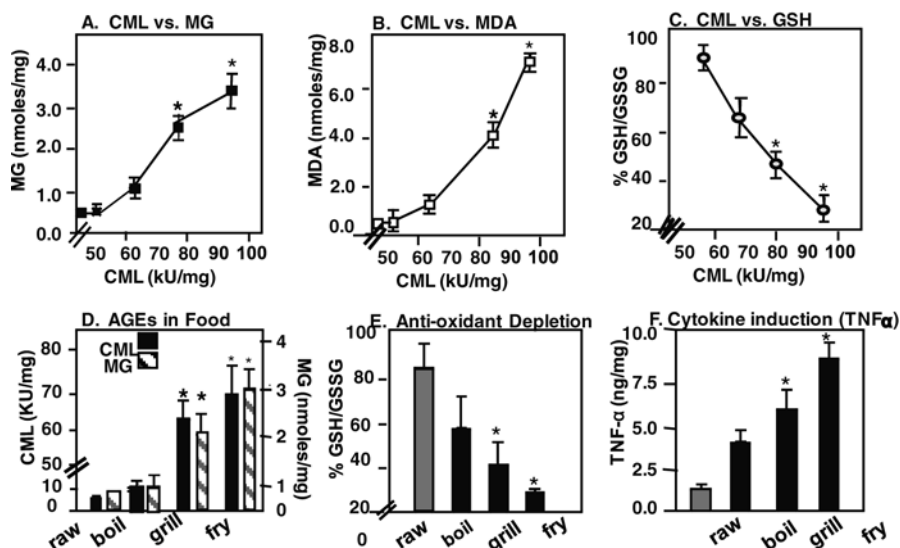 A. CML vs. MG
MG (nmoles/mg)
4.0
3.0
1.0
0.0
*
*
50 60 70 80 90 100
CML (kU/mg)
B. CML vs. MDA
MDA (nmoles/mg)
8.0
4.0
2.0
0.0
*
*
50 60 70 80 90 100
CML (kU/mg)
C. CML vs. GSH
% GSH/GSSG
100
80
60
40
20
*
*
50 60 70 80 90 100
CML (kU/mg)
D. AGEs in Food
CML
MG
CML (KU/mg)
80
70
60
50
10
0
MG (nmoles/mg)
4
3
2
1
0
* *
* *
raw boil grill fry
E. Anti-oxidant Depletion
% GSH/GSSG
100
80
60
40
20
0
*
*
raw boil grill fry
F. Cytokine induction (TNFα)
TNF-α (ng/mg)
10.0
7.5
5.0
2.5
0.0
*
*
raw boil grill fry